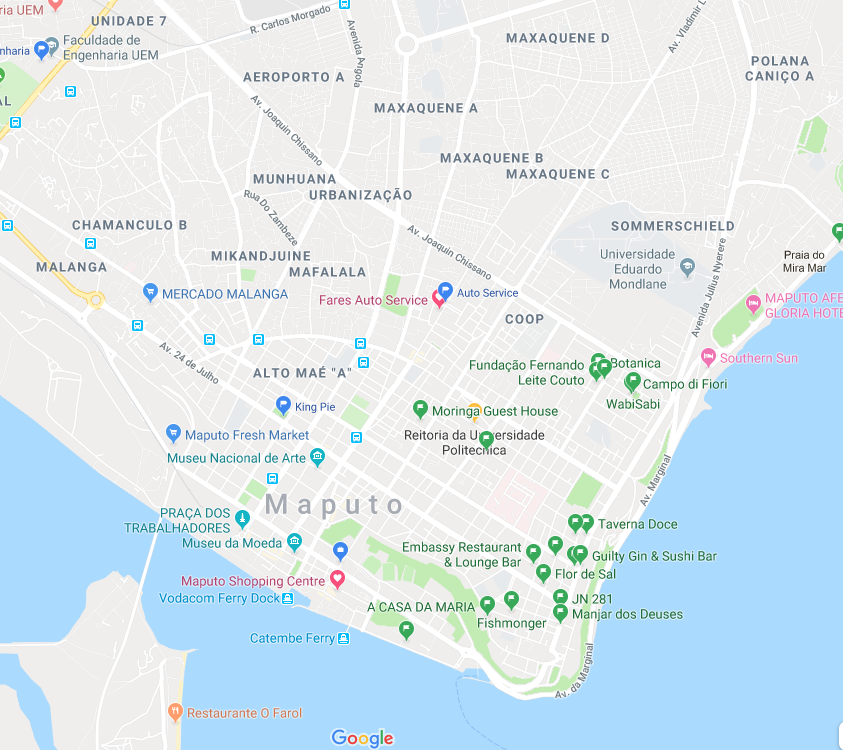 ria UEM
UNIDADE 7
R. Carlos Morgado
Avenida Angola
Av. Vladimir L
nharia
Faculdade de
Engenharia UEM
MAXAQUENE D
POLANA
CANIÇO A
AEROPORTO A
AL
Av. Joaquin Chissano
MAXAQUENE A
MAXAQUENE B
MAXAQUENE C
MUNHUANA
URBANIZAÇÃO
Rua Do Zambeze
CHAMANCULO B
SOMMERSCHIELD
Av. Joaquin Chissano
MIKANDJUINE
MAFALALA
MALANGA
Universidade
Eduardo
Mondlane
Avenida Julius Nyerere
Praia do
Mira Mar
MERCADO MALANGA
Fares Auto Service
Auto Service
MAPUTO AFE
GLORIA HOTE
COOP
Av. 24 de Julho
Southern Sun
ALTO MAÉ "A"
Fundação Fernando
Leite Couto
Botanica
Campo di Fiori
WabiSabi
King Pie
Moringa Guest House
Maputo Fresh Market
Reitoria da Universidade
Politecnica
Museu Nacional de Arte
Av. Marginal
Maputo
PRAÇA DOS
TRABALHADORES
Taverna Doce
Museu da Moeda
Embassy Restaurant
& Lounge Bar
Guilty Gin & Sushi Bar
Flor de Sal
Maputo Shopping Centre
Vodacom Ferry Dock
A CASA DA MARIA
JN 281
Manjar dos Deuses
Fishmonger
Catembe Ferry
Av. da Marginal
Restaurante O Farol
Google